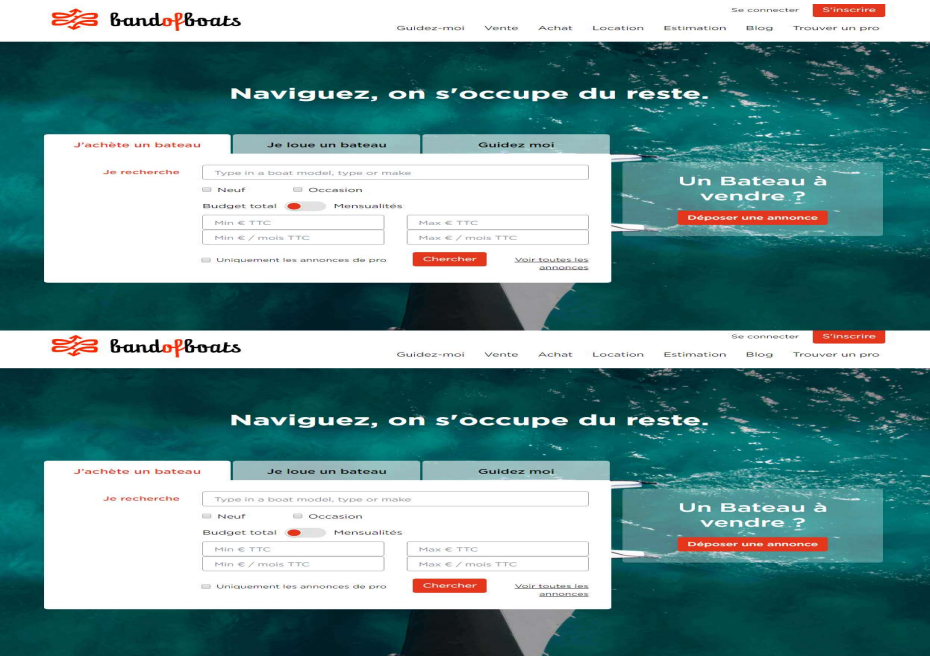 bandofboats
Se connecter S'inscrire
Guidez-moi Vente Achat Location Estimation Blog Trouver un pro
Naviguez, on s'occupe du reste.
J'achète un bateau Je loue un bateau Guidez moi
Je recherche Type in a boat model, type or make
Neuf Occasion
Budget total Mensualités
Min € TTC Max € TTC
Min € / mois TTC Max € / mois TTC
Uniquement les annonces de pro Chercher Voir toutes les
annonces
Un Bateau à
vendre ?
Déposer une annonce
bandofboats
Se connecter S'inscrire
Guidez-moi Vente Achat Location Estimation Blog Trouver un pro
Naviguez, on s'occupe du reste.
J'achète un bateau Je loue un bateau Guidez moi
Je recherche Type in a boat model, type or make
Neuf Occasion
Budget total Mensualités
Min € TTC Max € TTC
Min € / mois TTC Max € / mois TTC
Uniquement les annonces de pro Chercher Voir toutes les
annonces
Un Bateau à
vendre ?
Déposer une annonce